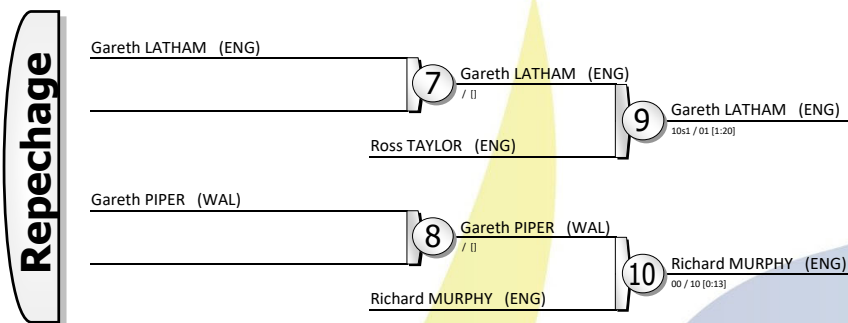 Repechage
Gareth LATHAM (ENG)
7
Gareth LATHAM (ENG)
/ []
9
Gareth LATHAM (ENG)
10s1 / 01 [1:20]
Ross TAYLOR (ENG)
Gareth PIPER (WAL)
8
Gareth PIPER (WAL)
/ []
10
Richard MURPHY (ENG)
00 / 10 [0:13]
Richard MURPHY (ENG)